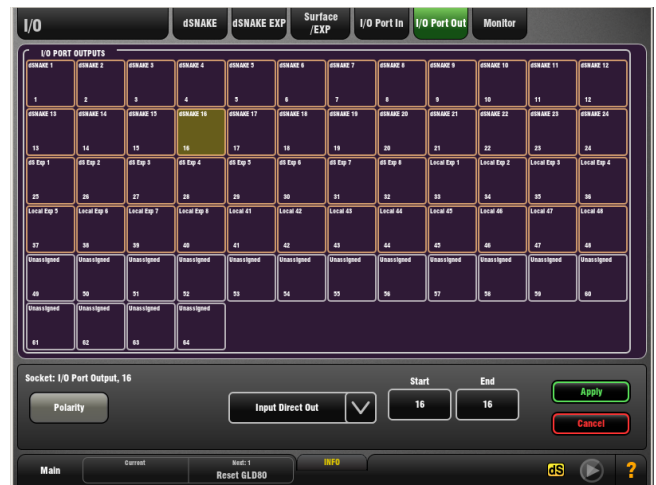 I/O
dSNAKE dSNAKE EXP Surface /EXP I/O Port In I/O Port Out Monitor
I/O PORT OUTPUTS
dSNAKE 1 dSNAKE 2 dSNAKE 3 dSNAKE 4 dSNAKE 5 dSNAKE 6 dSNAKE 7 dSNAKE 8 dSNAKE 9 dSNAKE 10 dSNAKE 11 dSNAKE 12
1 2 3 4 5 6 7 8 9 10 11 12
dSNAKE 13 dSNAKE 14 dSNAKE 15 dSNAKE 16 dSNAKE 17 dSNAKE 18 dSNAKE 19 dSNAKE 20 dSNAKE 21 dSNAKE 22 dSNAKE 23 dSNAKE 24
13 14 15 16 17 18 19 20 21 22 23 24
dS Exp 1 dS Exp 2 dS Exp 3 dS Exp 4 dS Exp 5 dS Exp 6 dS Exp 7 dS Exp 8 Local Exp 1 Local Exp 2 Local Exp 3 Local Exp 4
25 26 27 28 29 30 31 32 33 34 35 36
Local Exp 5 Local Exp 6 Local Exp 7 Local Exp 8 Local 41 Local 42 Local 43 Local 44 Local 45 Local 46 Local 47 Local 48
37 38 39 40 41 42 43 44 45 46 47 48
Unassigned Unassigned Unassigned Unassigned Unassigned Unassigned Unassigned Unassigned Unassigned Unassigned Unassigned Unassigned
49 50 51 52 53 54 55 56 57 58 59 60
Unassigned Unassigned Unassigned Unassigned
61 62 63 64
Socket: I/O Port Output, 16
Start End
Polarity Input Direct Out 16 16 Apply
Cancel
Main Current Next: 1 INFO dS ?
Reset GLD80